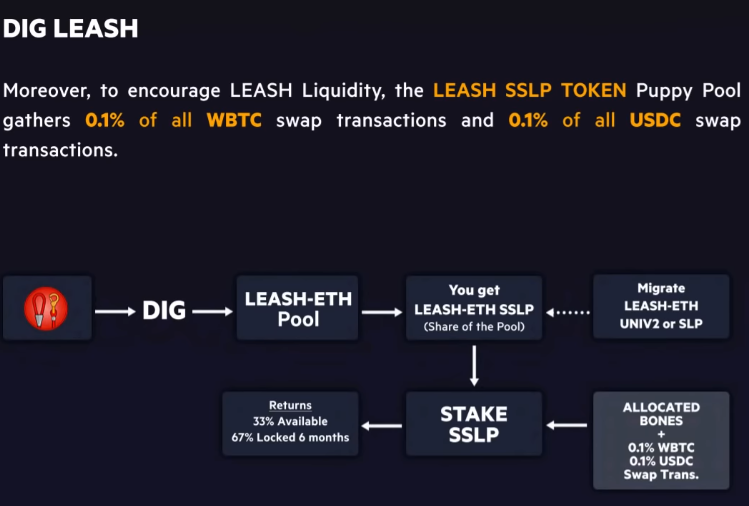 DIG LEASH
Moreover, to encourage LEASH Liquidity, the LEASH SSLP TOKEN Puppy Pool
gathers 0.1% of all WBTC swap transactions and 0.1% of all USDC swap
transactions.
DIG
LEASH-ETH
Pool
You get
LEASH-ETH SSLP
(Share of the Pool)
Migrate
LEASH-ETH
UNIV2 or SLP
Returns
33% Available
67% Locked 6 months
STAKE
SSLP
ALLOCATED
BONES
+
0.1% WBTC
0.1% USDC
Swap Trans.